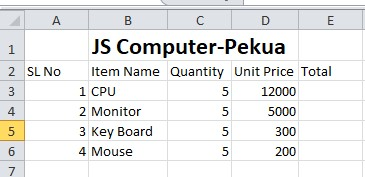 A B C D E
1 JS Computer-Pekua
2 SL No Item Name Quantity Unit Price Total
3 1 CPU 5 12000
4 2 Monitor 5 5000
5 3 Key Board 5 300
6 4 Mouse 5 200
7